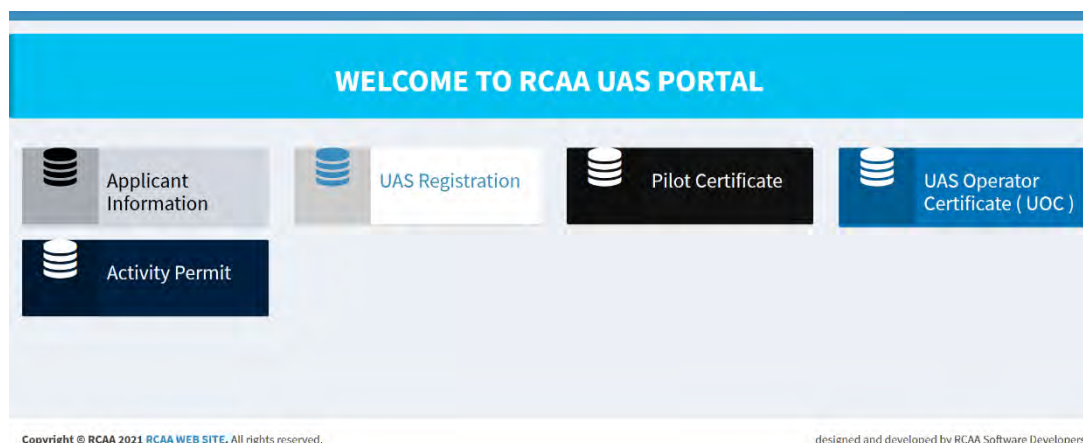 WELCOME TO RCAA UAS PORTAL
Applicant
Information
UAS Registration
Pilot Certificate
UAS Operator
Certificate ( UOC )
Activity Permit
Copyright © RCAA 2021 RCAA WEB SITE. All rights reserved.
designed and developed by RCAA Software Developers